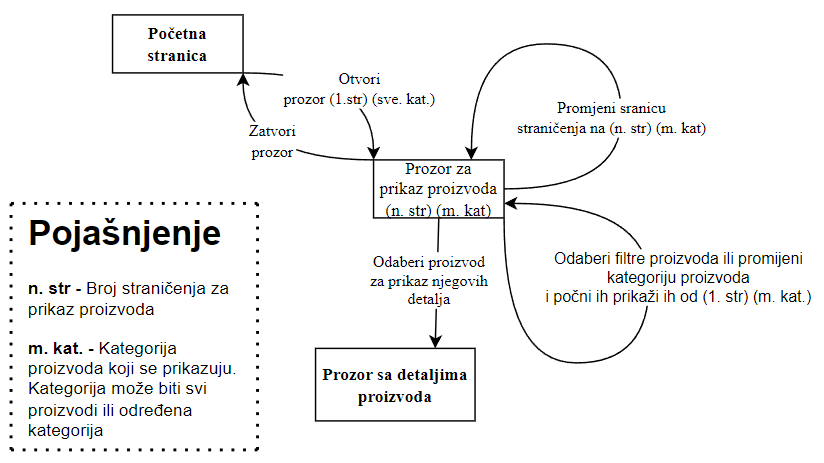 Početna
stranica
Otvori
prozor (1.str) (sve. kat.)
Zatvori
prozor
Promjeni sranicu
straničenja na (n. str) (m. kat)
Prozor za
prikaz proizvoda
(n. str) (m. kat)
Odaberi proizvod
za prikaz njegovih
detalja
Odaberi filtre proizvoda ili promijeni
kategoriju proizvoda
i počni ih prikaži ih od (1. str) (m. kat.)
Prozor sa detaljima
proizvoda
Pojašnjenje
n. str - Broj straničenja za
prikaz proizvoda
m. kat. - Kategorija
proizvoda koji se prikazuju.
Kategorija može biti svi
proizvodi ili određena
kategorija